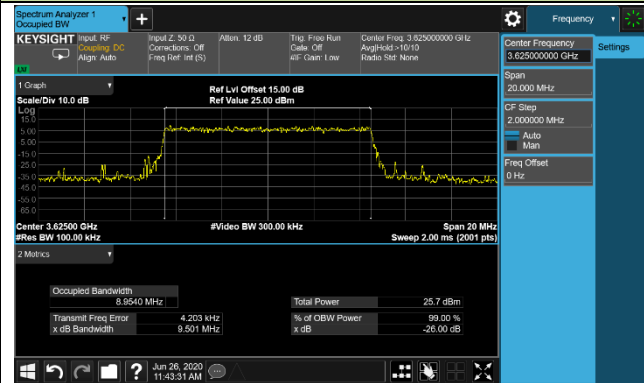 Spectrum Analyzer 1
Occupied BW
Frequency
KEYSIGHT
Input: RF
Coupling: DC
Align: Auto
Input Z: 50 Ω
Corrections: Off
Freq Ref: Int (S)
Atten: 12 dB
Trig: Free Run
Gate: Off
#IF Gain: Low
Center Freq: 3.625000000 GHz
Avg|Hold:>10/10
Radio Std: None
Center Frequency
3.625000000 GHz
Settings
Span
20.000 MHz
CF Step
2.000000 MHz
Auto
Man
Freq Offset
0 Hz
1 Graph
Scale/Div 10.0 dB
Ref Lvl Offset 15.00 dB
Ref Value 25.00 dBm
Log
15.0
5.00
-5.00
-15.0
-25.0
-35.0
-45.0
-55.0
-65.0
Center 3.62500 GHz
#Res BW 100.00 kHz
#Video BW 300.00 kHz
Span 20 MHz
Sweep 2.00 ms (2001 pts)
2 Metrics
Occupied Bandwidth
8.9540 MHz
Total Power 25.7 dBm
Transmit Freq Error 4.203 kHz
% of OBW Power 99.00 %
x dB Bandwidth 9.501 MHz
x dB -26.00 dB
Jun 26, 2020
11:43:31 AM